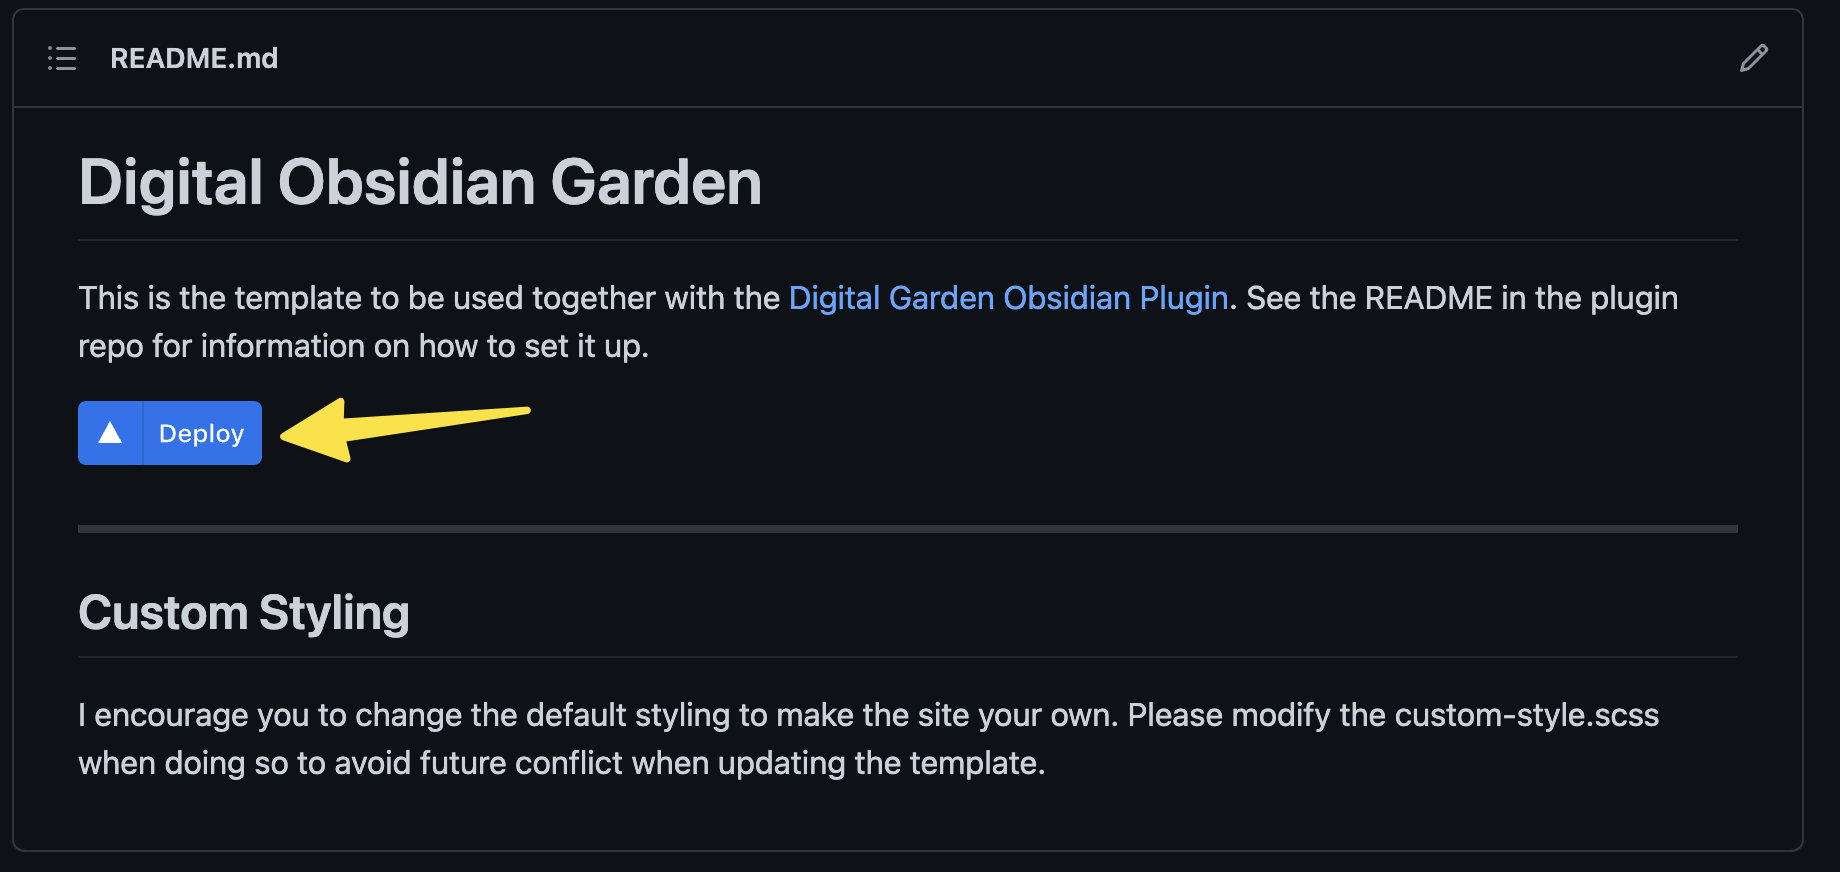 README.md
Digital Obsidian Garden
This is the template to be used together with the Digital Garden Obsidian Plugin. See the README in the plugin
repo for information on how to set it up.
Deploy
Custom Styling
I encourage you to change the default styling to make the site your own. Please modify the custom-style.scss
when doing so to avoid future conflict when updating the template.